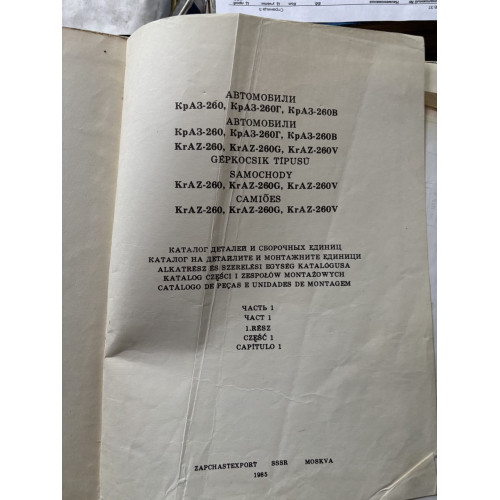 АВТОМОБИЛИ
КрАЗ-260, КрАЗ-260Г, КрАЗ-260В
АВТОМОБИЛИ
КрАЗ-260, КрАЗ-260Г, КрАЗ-260В
KrAZ-260, KrAZ-260G, KrAZ-260V
GÉPKOCSIK TÍPUSÚ
SAMOCHODY
KrAZ-260, KrAZ-260G, KrAZ-260V
CAMIÕES
KrAZ-260, KrAZ-260G, KrAZ-260V
КАТАЛОГ ДЕТАЛЕЙ И СБОРОЧНЫХ ЕДИНИЦ
КАТАЛОГ НА ДЕТАЙЛИТЕ И МОНТАЖНИТЕ ЕДИНИЦИ
ALKATRÉSZ ÉS SZERELÉSI EGYSÉG KATALÓGUSA
KATALOG CZĘŚCI I ZESPOŁÓW MONTAŻOWYCH
CATÁLOGO DE PEÇAS E UNIDADES DE MONTAGEM
ЧАСТЬ 1
ЧАСТ 1
1.RÉSZ
CZĘŚĆ 1
CAPÍTULO 1
ZAPCHASTEXPORT SSSR MOSKVA
1985